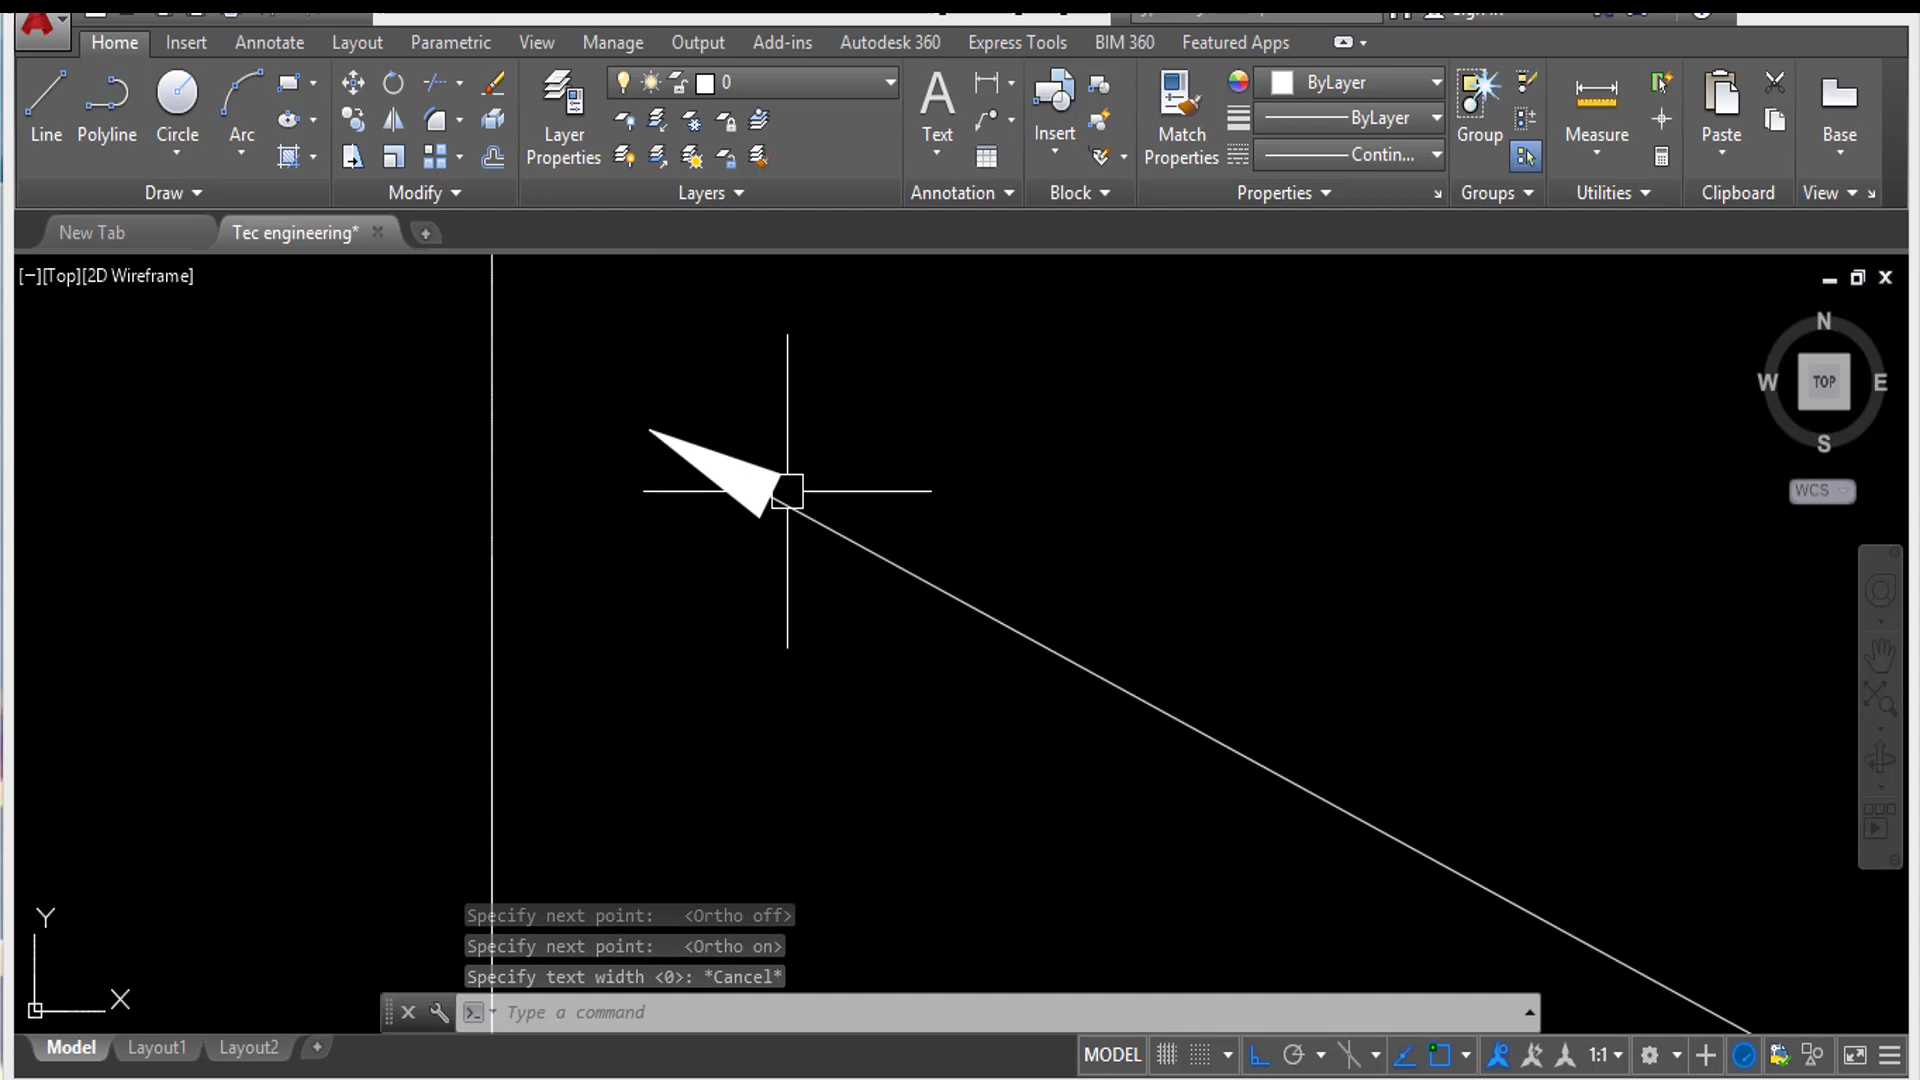 Home Insert Annotate Layout Parametric View Manage Output Add-ins Autodesk 360 Express Tools BIM 360 Featured Apps
0
ByLayer
ByLayer
Contin...
Line Polyline Circle Arc
Layer Properties
Text
Insert
Match Properties
Group
Measure
Paste
Base
Draw Modify Layers Annotation Block Properties Groups Utilities Clipboard View
New Tab Tec engineering*
[−][Top][2D Wireframe]
N
W TOP E
S
WCS
Specify next point: <Ortho off>
Specify next point: <Ortho on>
Specify text width <0>: *Cancel*
Y
X
Type a command
Model Layout1 Layout2
MODEL 1:1